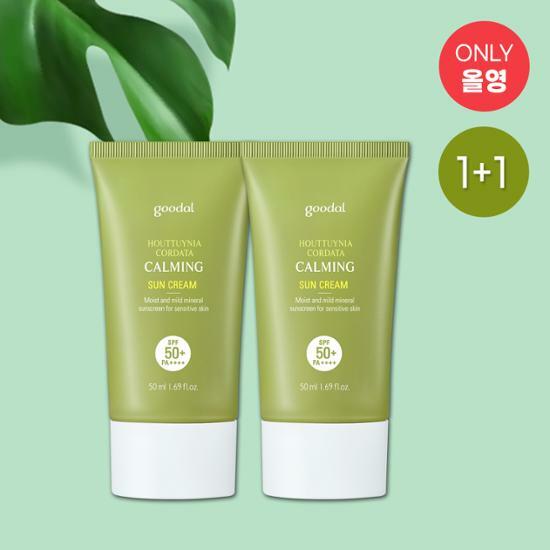 ONLY
올영
1+1
goodal
HOUTTUYNIA
CORDATA
CALMING
SUN CREAM
Moist and mild mineral
sunscreen for sensitive skin
SPF
50+
PA++++
50 ml 1.69 fl.oz.
goodal
HOUTTUYNIA
CORDATA
CALMING
SUN CREAM
Moist and mild mineral
sunscreen for sensitive skin
SPF
50+
PA++++
50 ml 1.69 fl.oz.